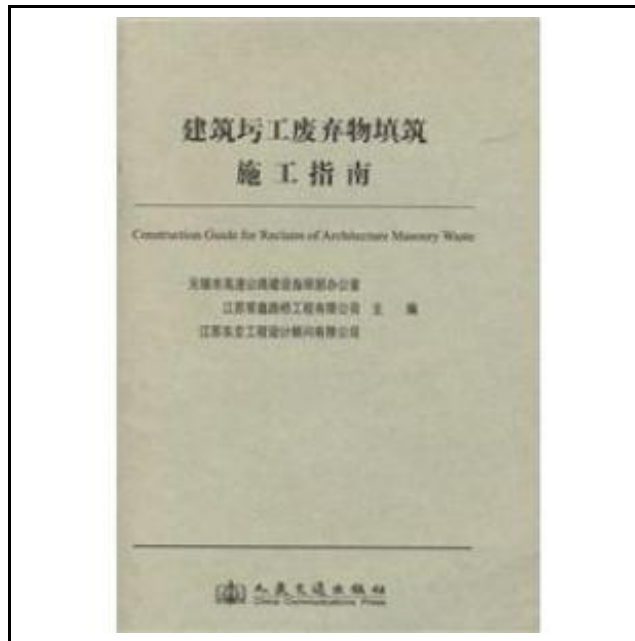 建筑圬工废弃物填筑
施工指南
Construction Guide for Reclaim of Architecture Masonry Waste
无锡市高速公路建设指挥部办公室
江苏 路桥工程有限公司 主 编
江苏东 工程设计顾问有限公司
人民交通出版社
China Communications Press